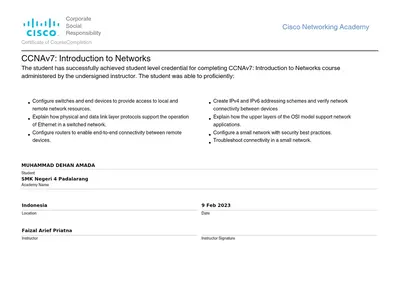 Corporate
Social
Responsibility
CISCO
Cisco Networking Academy
Certificate of CourseCompletion
CCNAv7: Introduction to Networks
The student has successfully achieved student level credential for completing CCNAv7: Introduction to Networks course
administered by the undersigned instructor. The student was able to proficiently:
Configure switches and end devices to provide access to local and
remote network resources.
Explain how physical and data link layer protocols support the operation
of Ethernet in a switched network.
Configure routers to enable end-to-end connectivity between remote
devices.
Create IPv4 and IPv6 addressing schemes and verify network
connectivity between devices
Explain how the upper layers of the OSI model support network
applications.
Configure a small network with security best practices.
Troubleshoot connectivity in a small network.
MUHAMMAD DEHAN AMADA
Student
SMK Negeri 4 Padalarang
Academy Name
Indonesia
Location
9 Feb 2023
Date
Faizal Arief Priatna
Instructor
Instructor Signature